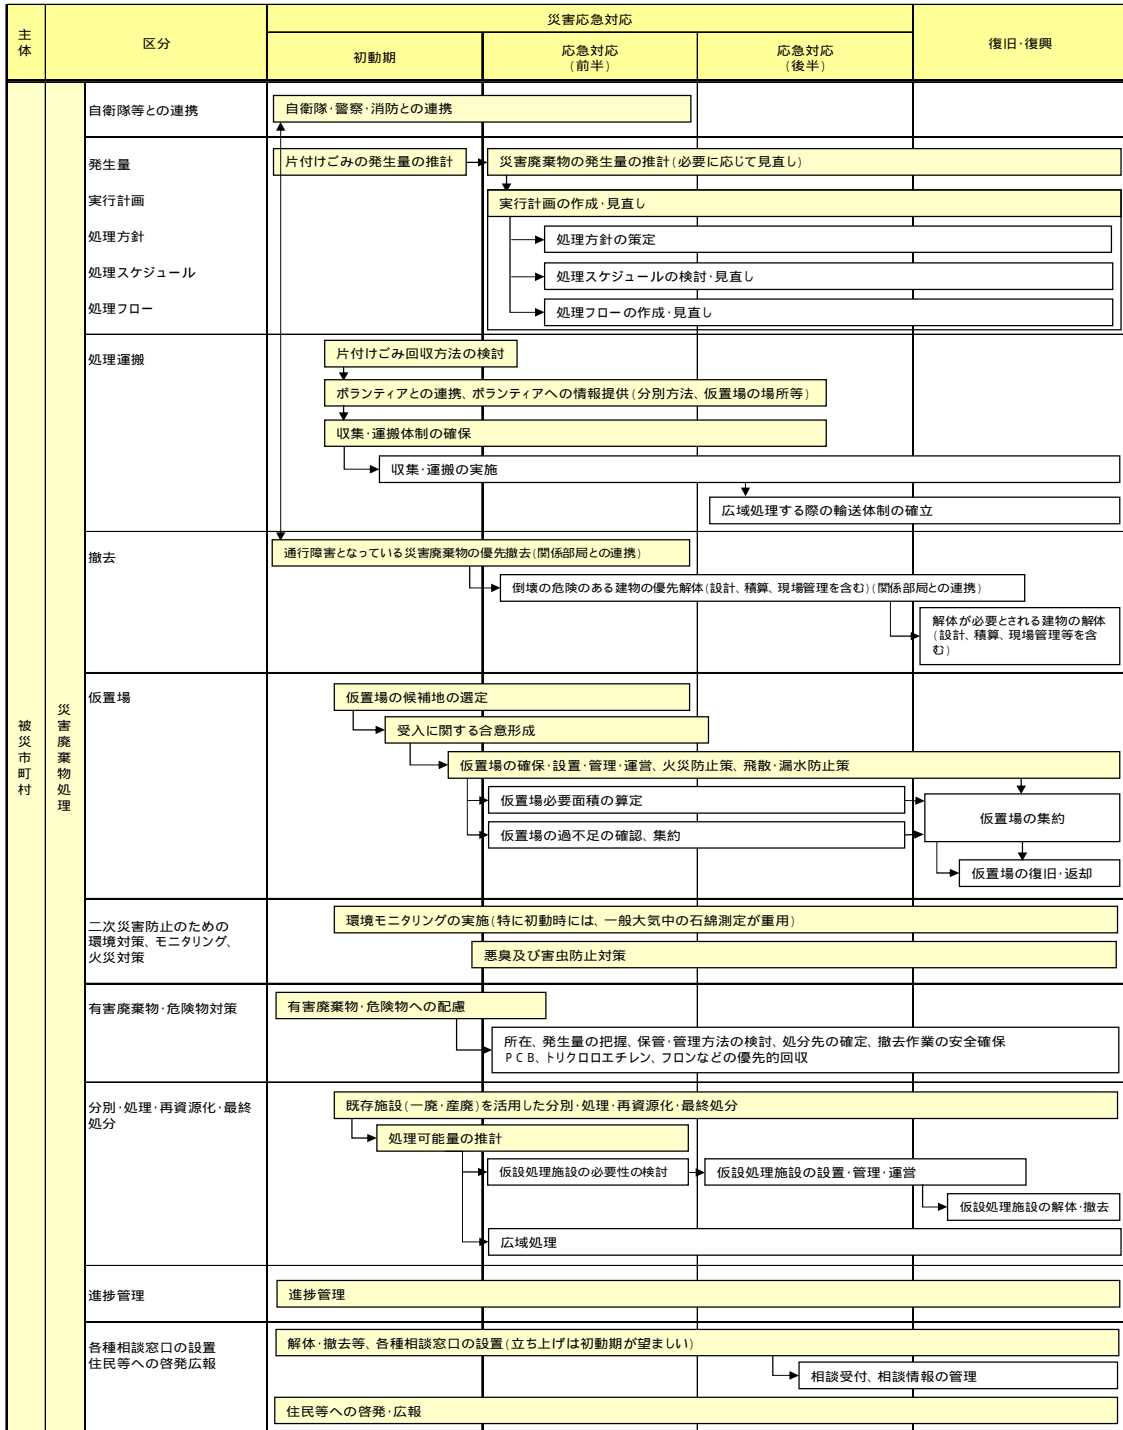 主体
区分
災害応急対応
初動期
応急対応
(前半)
応急対応
(後半)
復旧･復興
被災市町村
災害廃棄物処理
自衛隊等との連携
自衛隊･警察･消防との連携
発生量
片付けごみの発生量の推計
災害廃棄物の発生量の推計(必要に応じて見直し)
実行計画
実行計画の作成･見直し
処理方針
処理方針の策定
処理スケジュール
処理スケジュールの検討･見直し
処理フロー
処理フローの作成･見直し
処理運搬
片付けごみ回収方法の検討
ボランティアとの連携、ボランティアへの情報提供(分別方法、仮置場の場所等)
収集･運搬体制の確保
収集･運搬の実施
広域処理する際の輸送体制の確立
撤去
通行障害となっている災害廃棄物の優先撤去(関係部局との連携)
倒壊の危険のある建物の優先解体(設計、積算、現場管理を含む)(関係部局との連携)
解体が必要とされる建物の解体
(設計、積算、現場管理等を含
む)
仮置場
仮置場の候補地の選定
受入に関する合意形成
仮置場の確保･設置･管理･運営、火災防止策、飛散･漏水防止策
仮置場必要面積の算定
仮置場の過不足の確認、集約
仮置場の集約
仮置場の復旧･返却
二次災害防止のための
環境対策、モニタリング、
火災対策
環境モニタリングの実施(特に初動時には、一般大気中の石綿測定が重用)
悪臭及び害虫防止対策
有害廃棄物･危険物対策
有害廃棄物･危険物への配慮
所在、発生量の把握、保管･管理方法の検討、処分先の確定、撤去作業の安全確保
PCB、トリクロロエチレン、フロンなどの優先的回収
分別･処理･再資源化･最終
処分
既存施設(一廃･産廃)を活用した分別･処理･再資源化･最終処分
処理可能量の推計
仮設処理施設の必要性の検討
仮設処理施設の設置･管理･運営
仮設処理施設の解体･撤去
広域処理
進捗管理
進捗管理
各種相談窓口の設置
住民等への啓発広報
解体･撤去等、各種相談窓口の設置(立ち上げは初動期が望ましい)
相談受付、相談情報の管理
住民等への啓発･広報